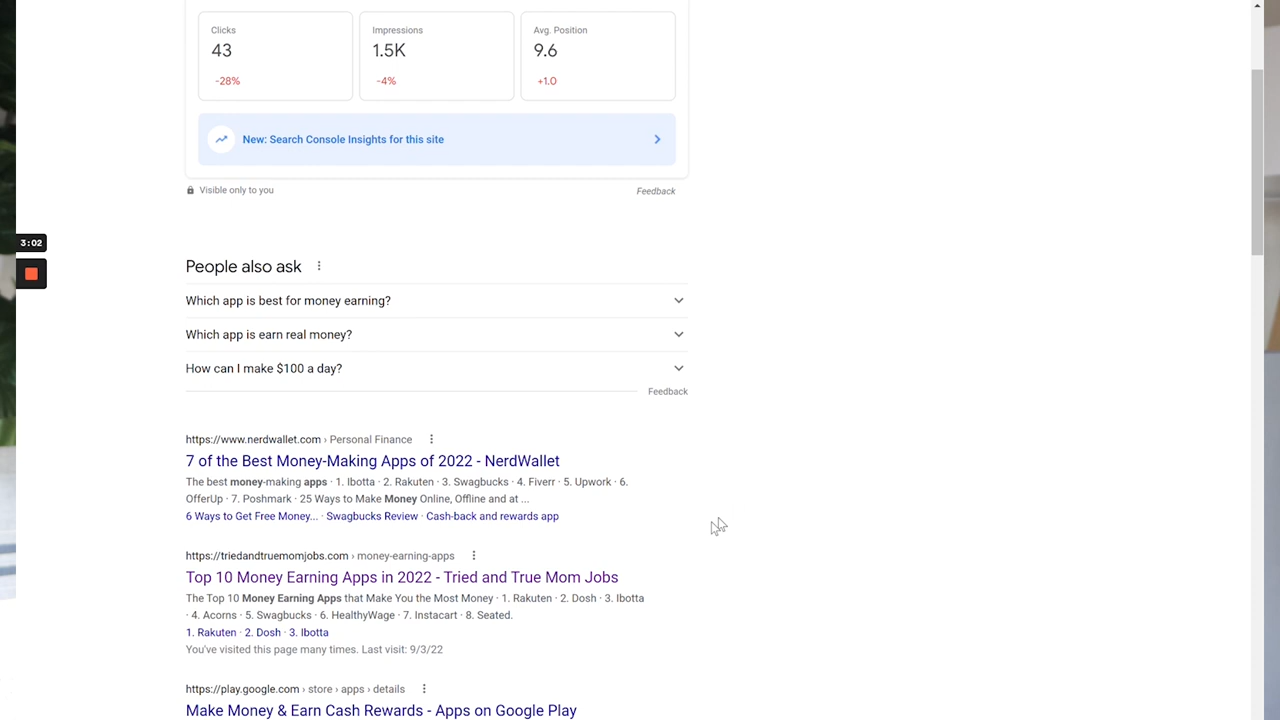 Clicks
43
-28%
Impressions
1.5K
-4%
Avg. Position
9.6
+1.0
New: Search Console Insights for this site
Visible only to you
Feedback
3:02
People also ask
Which app is best for money earning?
Which app is earn real money?
How can I make $100 a day?
Feedback
https://www.nerdwallet.com › Personal Finance
7 of the Best Money-Making Apps of 2022 - NerdWallet
The best money-making apps · 1. Ibotta · 2. Rakuten · 3. Swagbucks · 4. Fiverr · 5. Upwork · 6.
OfferUp · 7. Poshmark · 25 Ways to Make Money Online, Offline and at ...
6 Ways to Get Free Money... · Swagbucks Review · Cash-back and rewards app
https://triedandtruemomjobs.com › money-earning-apps
Top 10 Money Earning Apps in 2022 - Tried and True Mom Jobs
The Top 10 Money Earning Apps that Make You the Most Money · 1. Rakuten · 2. Dosh · 3. Ibotta
· 4. Acorns · 5. Swagbucks · 6. HealthyWage · 7. Instacart · 8. Seated.
1. Rakuten · 2. Dosh · 3. Ibotta
You've visited this page many times. Last visit: 9/3/22
https://play.google.com › store › apps › details
Make Money & Earn Cash Rewards - Apps on Google Play